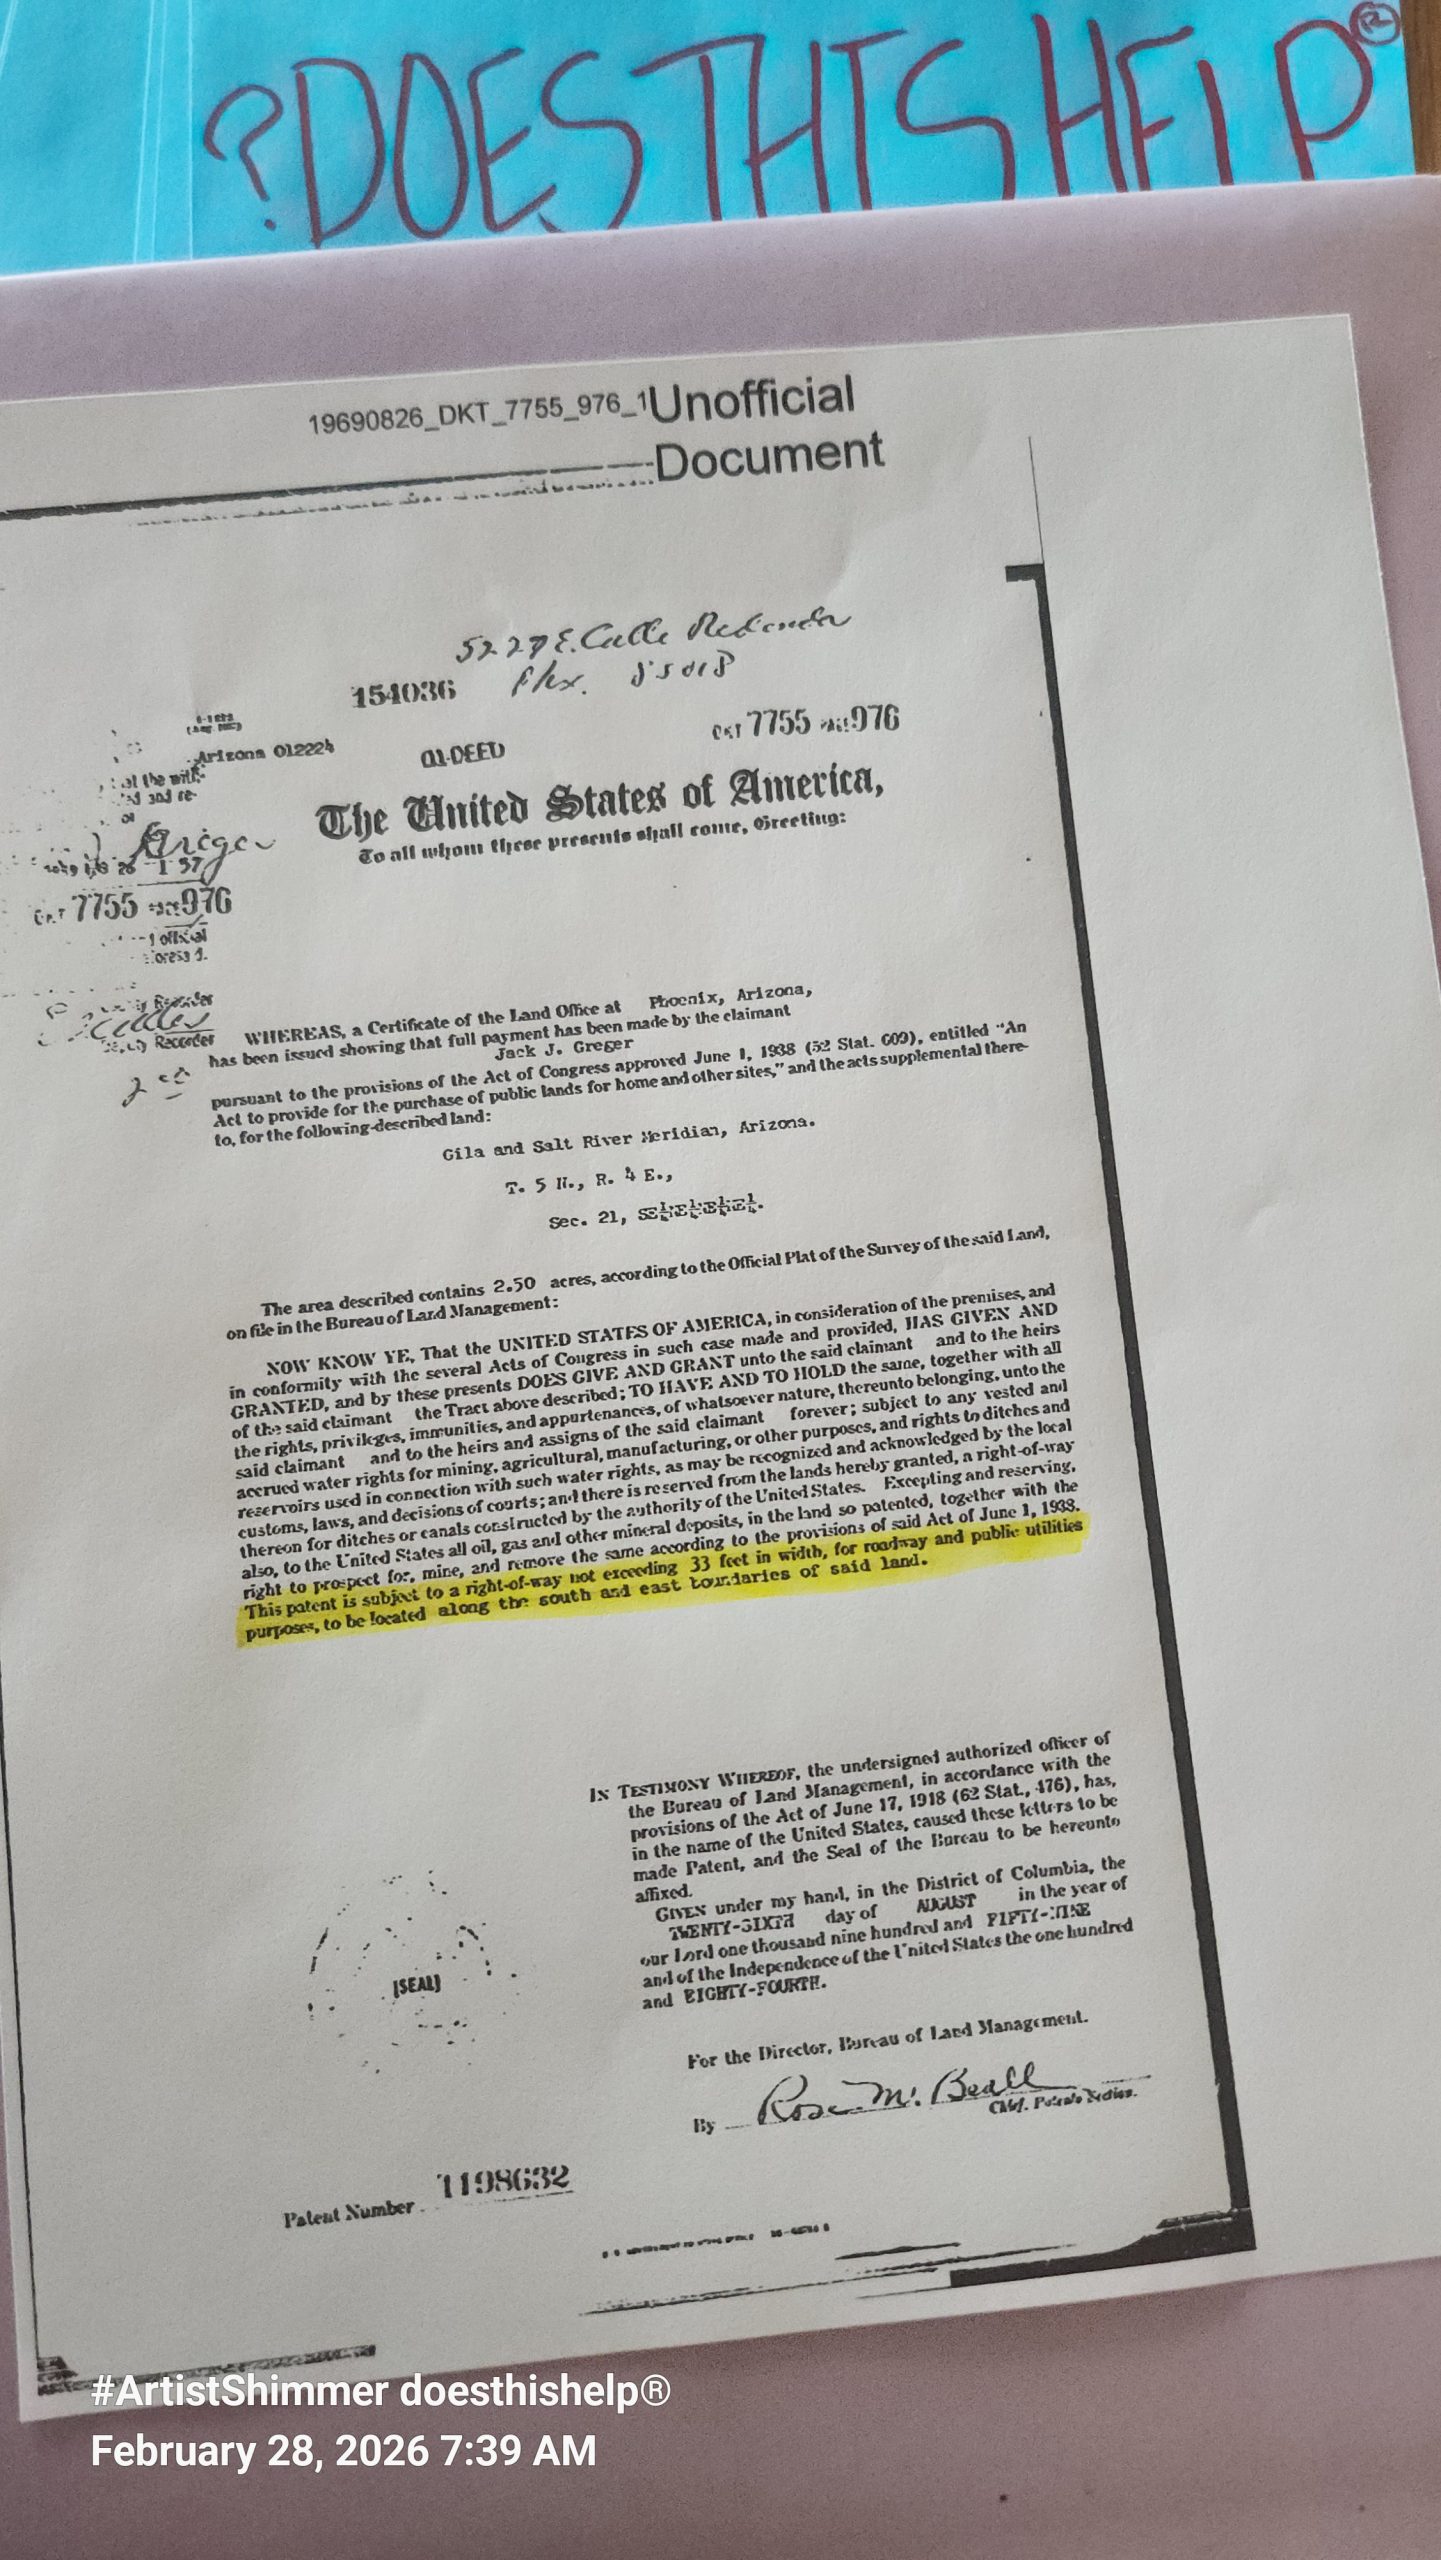 ?DOES THIS HELP®
19690826_DKT_7755_976_1 Unofficial
Document
5227 E. Calle Redonda
Phx. 85018
154036
DKT 7755 976
Arizona 012224
01-DEED
The United States of America,
To all whom these presents shall come, Greeting:
at the
and re-
Greger
DKT 7755 976
official
Recorder
Recorder
WHEREAS, a Certificate of the Land Office at Phoenix, Arizona,
has been issued showing that full payment has been made by the claimant
Jack J. Greger
pursuant to the provisions of the Act of Congress approved June 1, 1938 (52 Stat. 609), entitled "An
Act to provide for the purchase of public lands for home and other sites," and the acts supplemental there-
to, for the following-described land:
Gila and Salt River Meridian, Arizona.
T. 5 N., R. 4 E.,
Sec. 21,
The area described contains 2.50 acres, according to the Official Plat of the Survey of the said Land,
on file in the Bureau of Land Management:
NOW KNOW YE, That the UNITED STATES OF AMERICA, in consideration of the premises, and
in conformity with the several Acts of Congress in such case made and provided, HAS GIVEN AND
GRANTED, and by these presents DOES GIVE AND GRANT unto the said claimant and to the heirs
of the said claimant the Tract above described; TO HAVE AND TO HOLD the same, together with all
the rights, privileges, immunities, and appurtenances, of whatsoever nature, thereunto belonging, unto the
said claimant and to the heirs and assigns of the said claimant forever; subject to any vested and
accrued water rights for mining, agricultural, manufacturing, or other purposes, and rights to ditches and
reservoirs used in connection with such water rights, as may be recognized and acknowledged by the local
customs, laws, and decisions of courts; and there is reserved from the lands hereby granted, a right-of-way
thereon for ditches or canals constructed by the authority of the United States. Excepting and reserving,
also, to the United States all oil, gas and other mineral deposits, in the land so patented, together with the
right to prospect for, mine, and remove the same according to the provisions of said Act of June 1, 1938.
This patent is subject to a right-of-way not exceeding 33 feet in width, for roadway and public utilities
purposes, to be located along the south and east boundaries of said land.
IN TESTIMONY WHEREOF, the undersigned authorized officer of
the Bureau of Land Management, in accordance with the
provisions of the Act of June 17, 1948 (62 Stat., 476), has,
in the name of the United States, caused these letters to be
made Patent, and the Seal of the Bureau to be hereunto
affixed.
GIVEN under my hand, in the District of Columbia, the
TWENTY-SIXTH day of AUGUST in the year of
our Lord one thousand nine hundred and FIFTY-NINE
and of the Independence of the United States the one hundred
and EIGHTY-FOURTH.
[SEAL]
For the Director, Bureau of Land Management.
By Rose M. Beall
Chief, Patents Section.
Patent Number 1198632
#ArtistShimmer doesthishelp®
February 28, 2026 7:39 AM